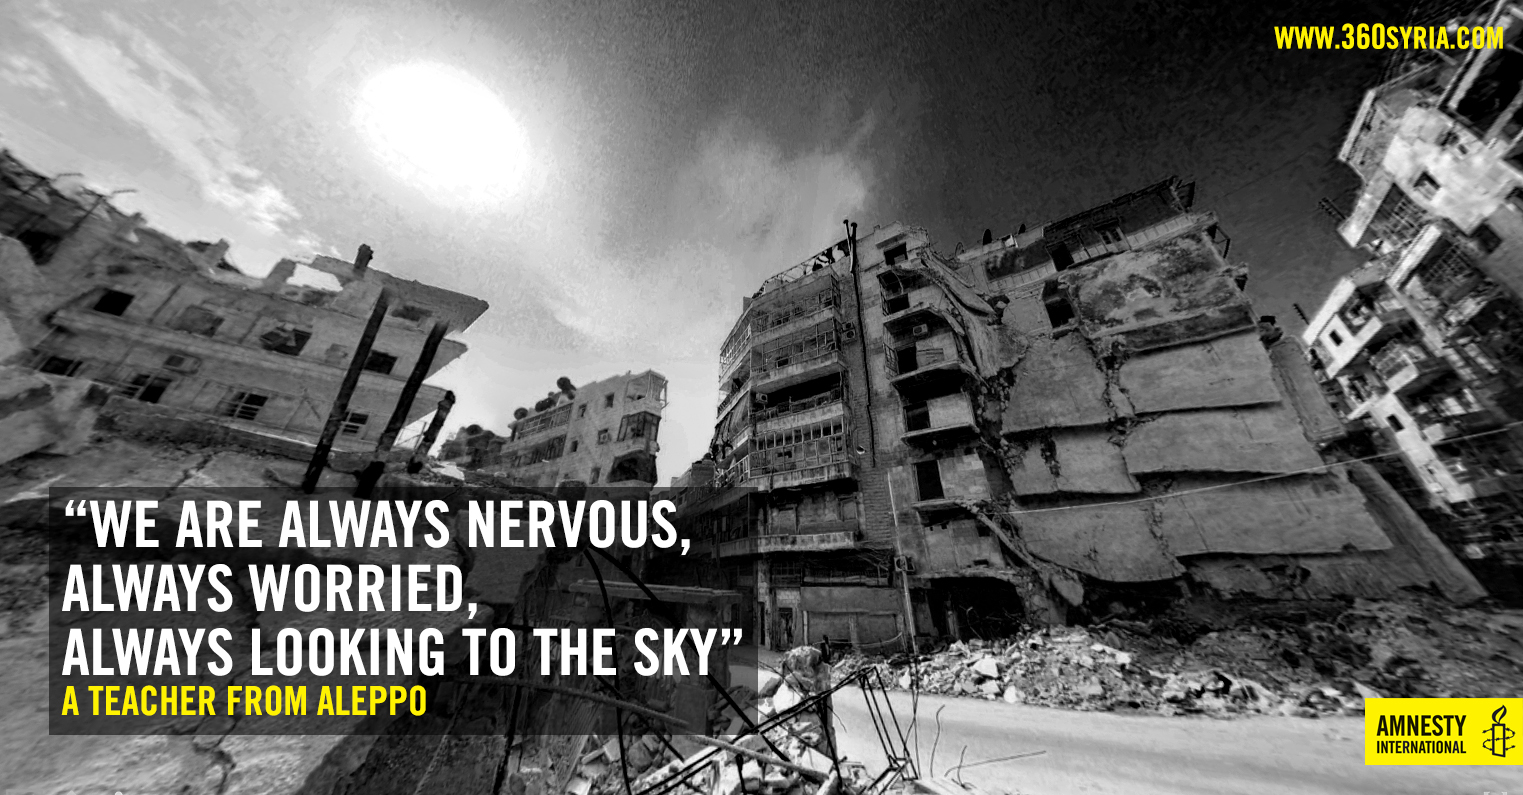 WWW.360SYRIA.COM
“WE ARE ALWAYS NERVOUS,
ALWAYS WORRIED,
ALWAYS LOOKING TO THE SKY”
A TEACHER FROM ALEPPO
AMNESTY
INTERNATIONAL